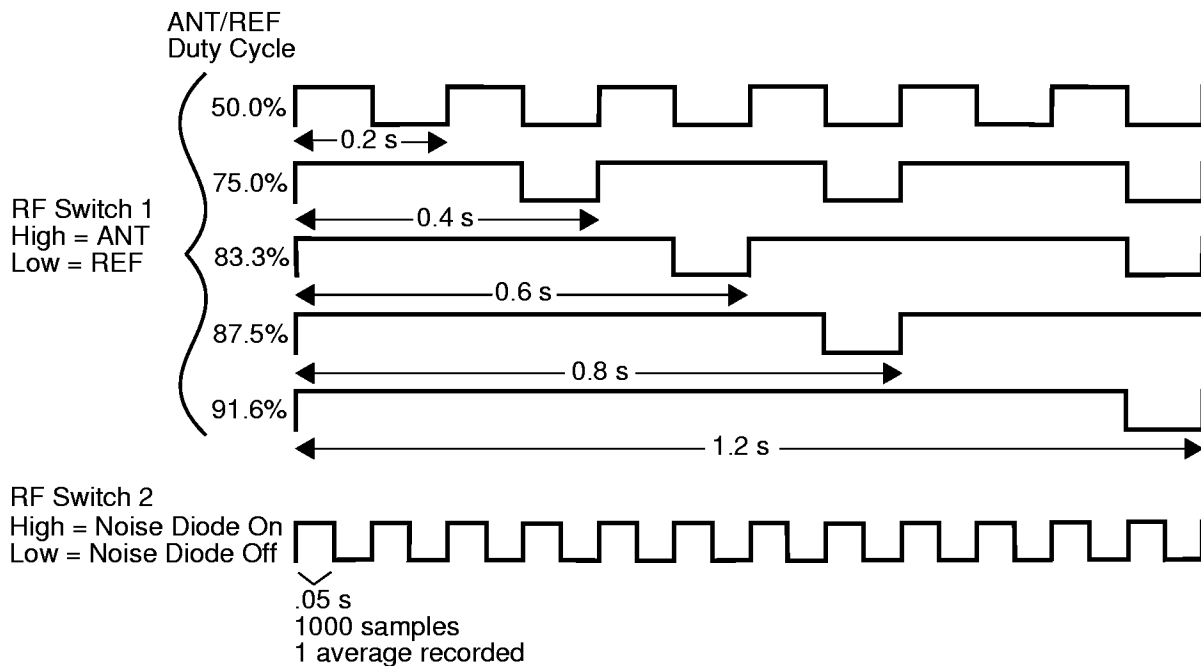 ANT/REF
Duty Cycle
50.0%
0.2 s
75.0%
0.4 s
RF Switch 1
High = ANT
Low = REF
83.3%
0.6 s
87.5%
0.8 s
91.6%
1.2 s
RF Switch 2
High = Noise Diode On
Low = Noise Diode Off
.05 s
1000 samples
1 average recorded